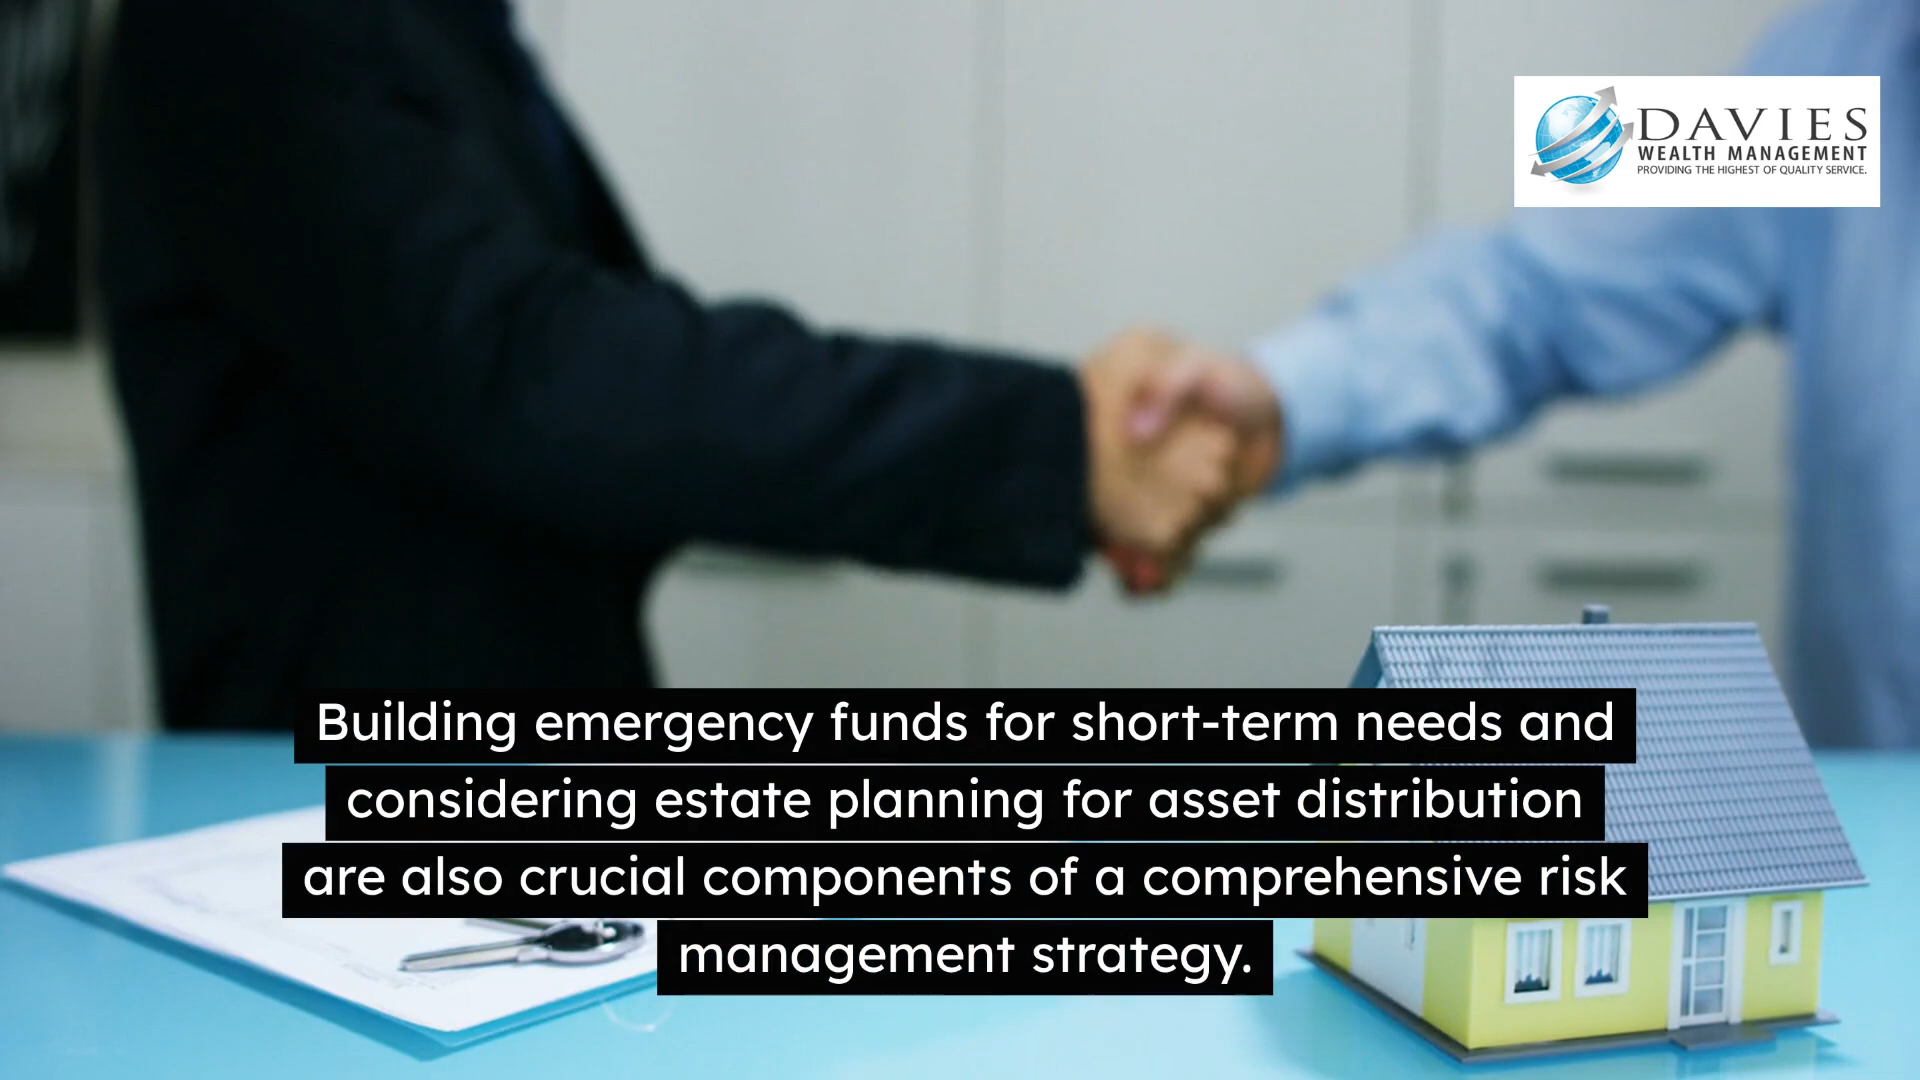 DAVIES
WEALTH MANAGEMENT
PROVIDING THE HIGHEST OF QUALITY SERVICE.
Building emergency funds for short-term needs and
considering estate planning for asset distribution
are also crucial components of a comprehensive risk
management strategy.